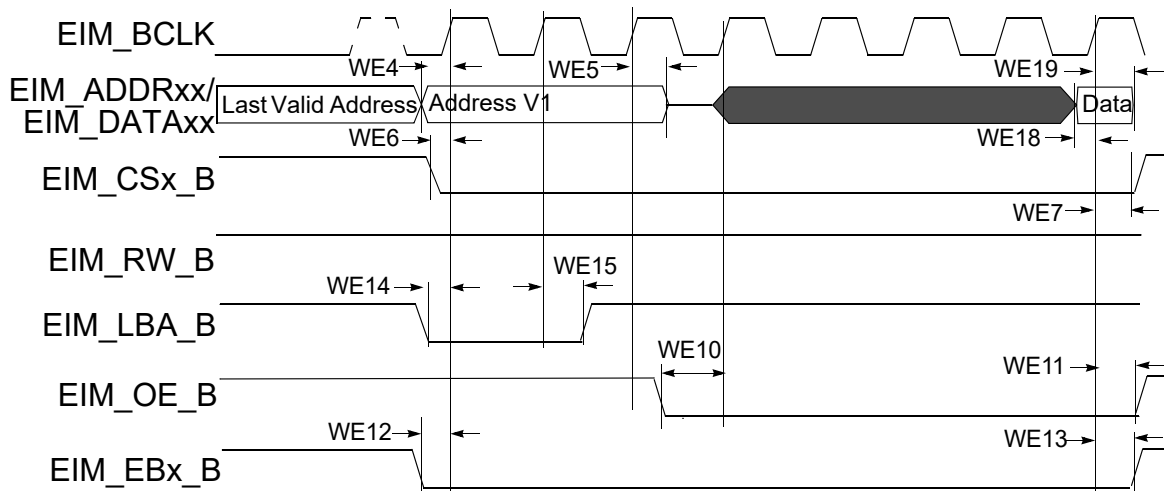 EIM_BCLK
WE4
WE5
WE19
EIM_ADDRxx/
EIM_DATAxx
Last Valid Address
Address V1
Data
WE6
WE18
EIM_CSx_B
WE7
EIM_RW_B
WE14
WE15
EIM_LBA_B
WE10
WE11
EIM_OE_B
WE12
WE13
EIM_EBx_B